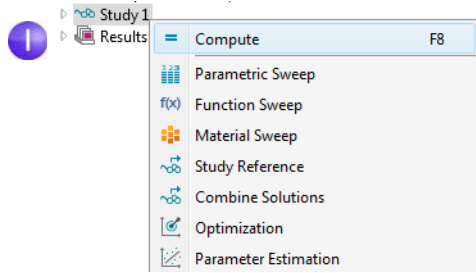 Study 1
Results
Compute F8
Parametric Sweep
f(x) Function Sweep
Material Sweep
Study Reference
Combine Solutions
Optimization
Parameter Estimation